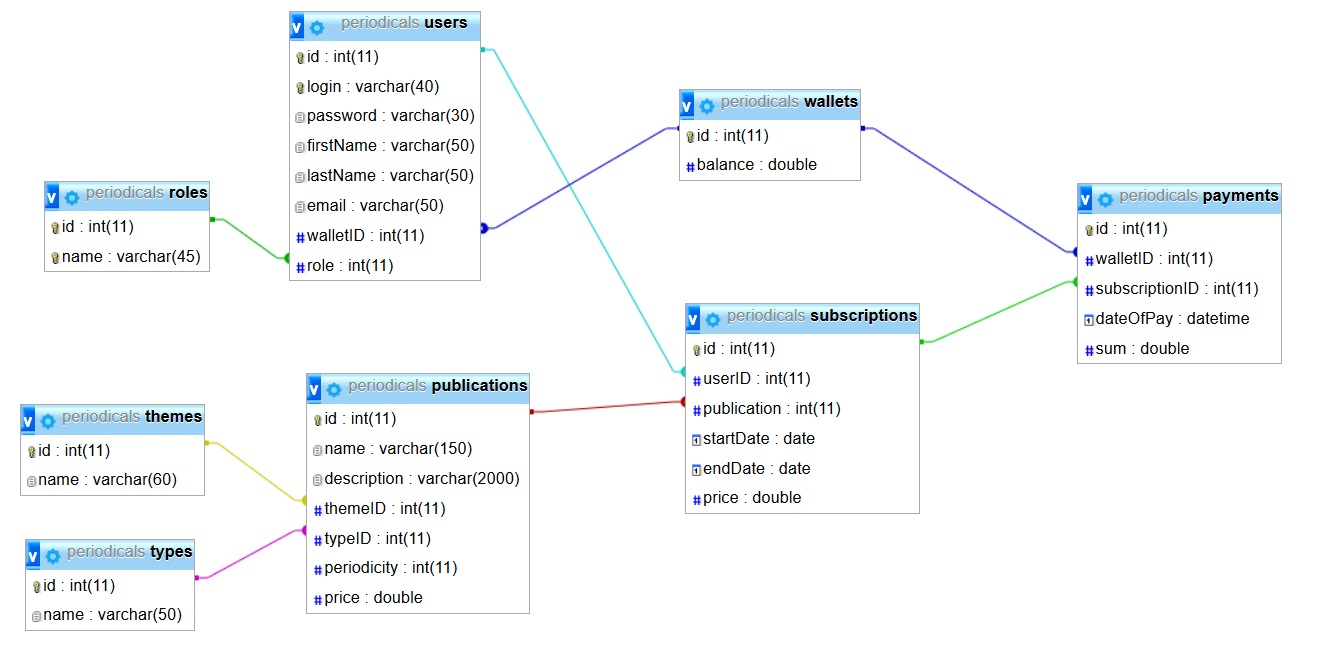 periodicals users
id : int(11)
login : varchar(40)
password : varchar(30)
firstName : varchar(50)
lastName : varchar(50)
email : varchar(50)
walletID : int(11)
role : int(11)
periodicals wallets
id : int(11)
balance : double
periodicals roles
id : int(11)
name : varchar(45)
periodicals payments
id : int(11)
walletID : int(11)
subscriptionID : int(11)
dateOfPay : datetime
sum : double
periodicals subscriptions
id : int(11)
userID : int(11)
publication : int(11)
startDate : date
endDate : date
price : double
periodicals publications
id : int(11)
name : varchar(150)
description : varchar(2000)
themeID : int(11)
typeID : int(11)
periodicity : int(11)
price : double
periodicals themes
id : int(11)
name : varchar(60)
periodicals types
id : int(11)
name : varchar(50)